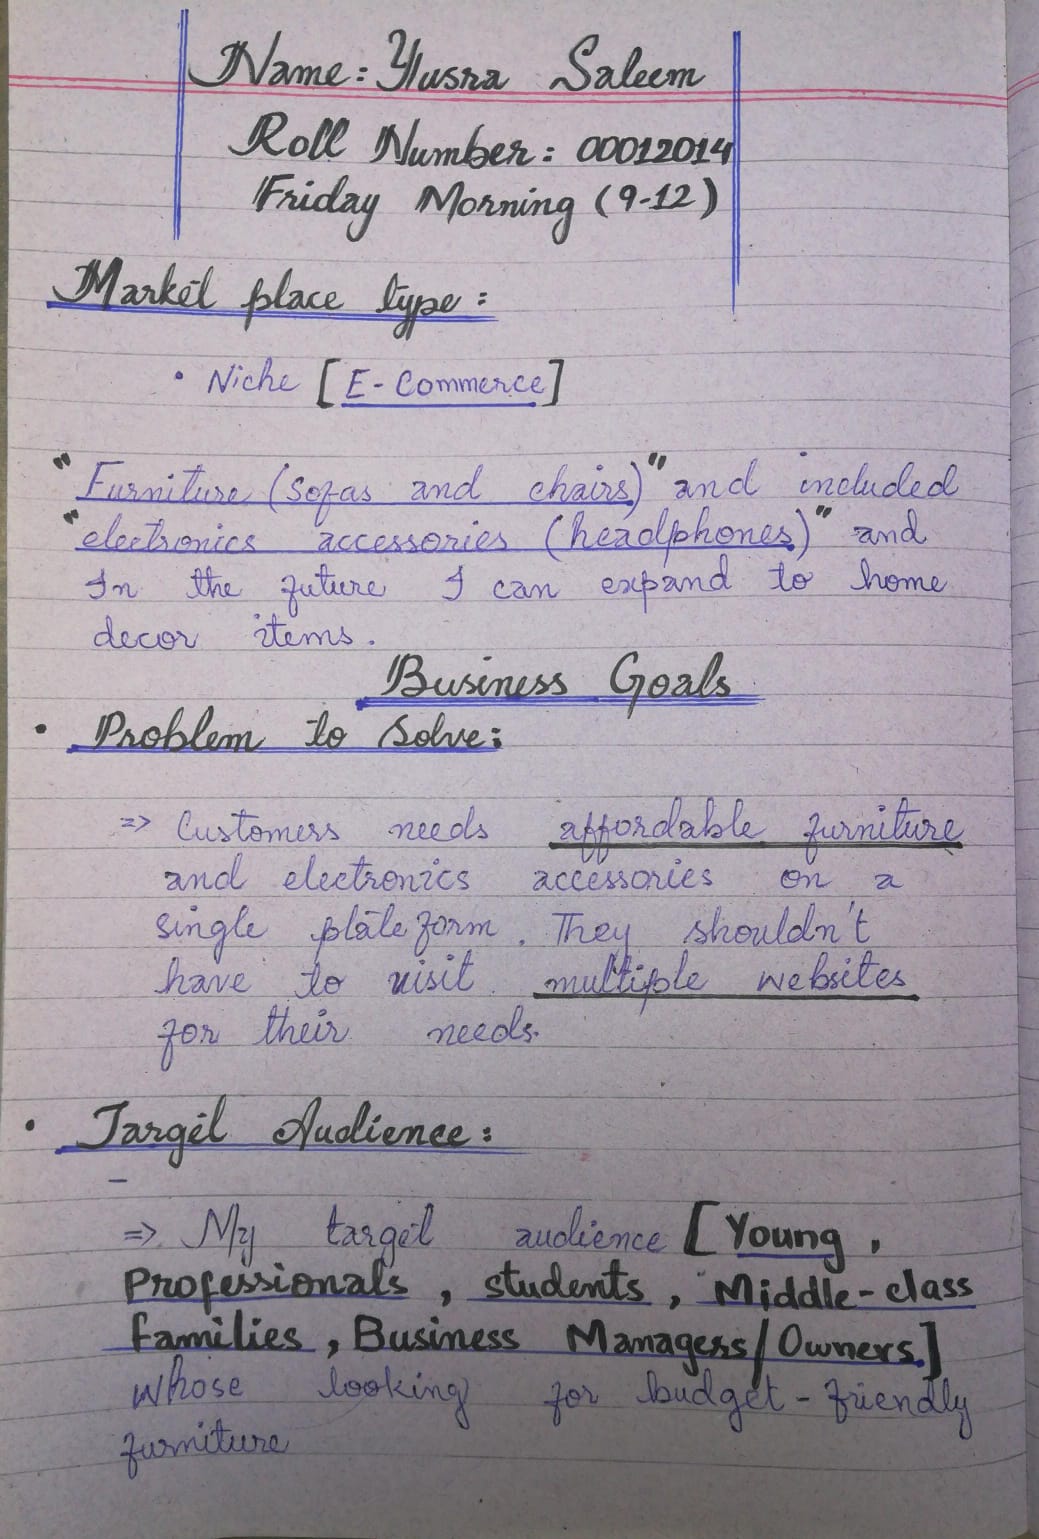 Name: Yusra Saleem
Roll Number: 00012014
Friday Morning (9-12)
Market place type:
• Niche [E-Commerce]
"Furniture (sofas and chairs)" and included
"electronics accessories (headphones)" and
In the future I can expand to home
decor items.
Business Goals
• Problem to Solve:
=> Customers needs affordable furniture
and electronics accessories on a
single plateform. They shouldn't
have to visit multiple websites
for their needs.
• Target Audience:
=> My target audience [Young,
Professionals, students, Middle-class
families, Business Managers/Owners.]
whose looking for budget-friendly
furniture